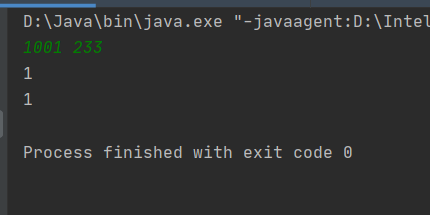 D:\Java\bin\java.exe "-javaagent:D:\Intel
1001 233
1
1
Process finished with exit code 0